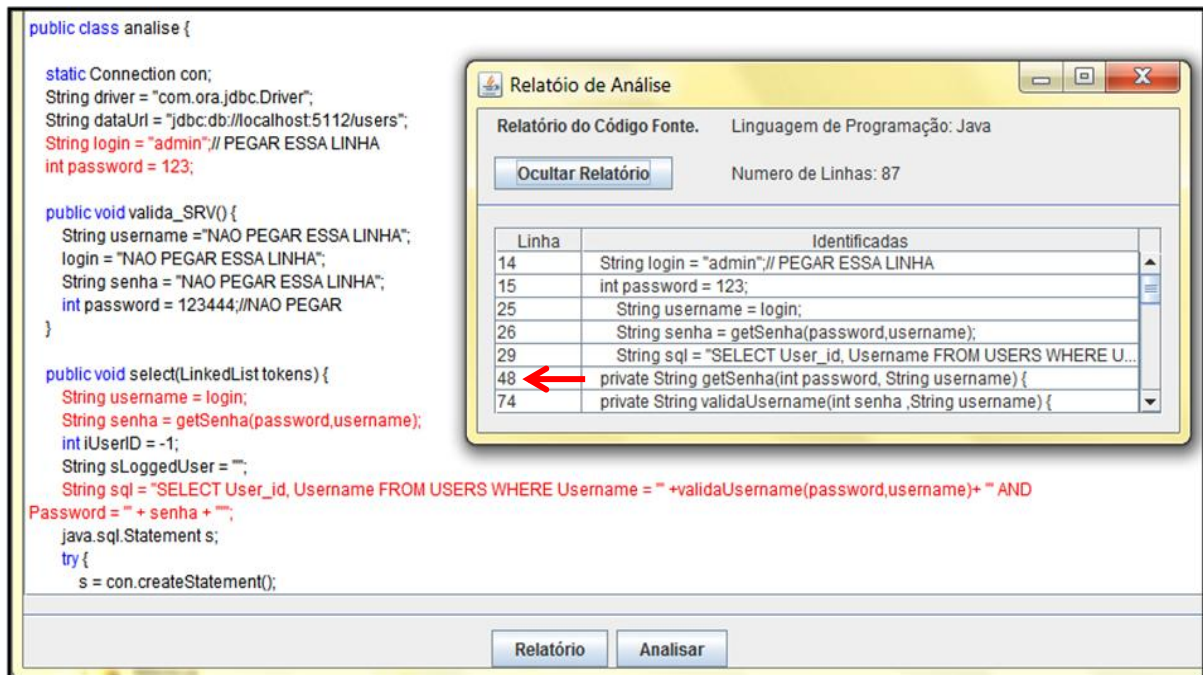 public class analise {
static Connection con;
String driver = "com.ora.jdbc.Driver";
String dataUrl = "jdbc:db://localhost:5112/users";
String login = "admin";// PEGAR ESSA LINHA
int password = 123;
public void valida_SRV() {
String username ="NAO PEGAR ESSA LINHA";
login = "NAO PEGAR ESSA LINHA";
String senha = "NAO PEGAR ESSA LINHA";
int password = 123444;//NAO PEGAR
}
public void select(LinkedList tokens) {
String username = login;
String senha = getSenha(password,username);
int iUserID = -1;
String sLoggedUser = "";
String sql = "SELECT User_id, Username FROM USERS WHERE Username = '" +validaUsername(password,username)+ "' AND
Password = '" + senha + "'";
java.sql.Statement s;
try {
s = con.createStatement();
Relatóio de Análise
Relatório do Código Fonte. Linguagem de Programação: Java
Ocultar Relatório Numero de Linhas: 87
Linha Identificadas
14 String login = "admin";// PEGAR ESSA LINHA
15 int password = 123;
25 String username = login;
26 String senha = getSenha(password,username);
29 String sql = "SELECT User_id, Username FROM USERS WHERE U...
48 private String getSenha(int password, String username) {
74 private String validaUsername(int senha ,String username) {
Relatório Analisar